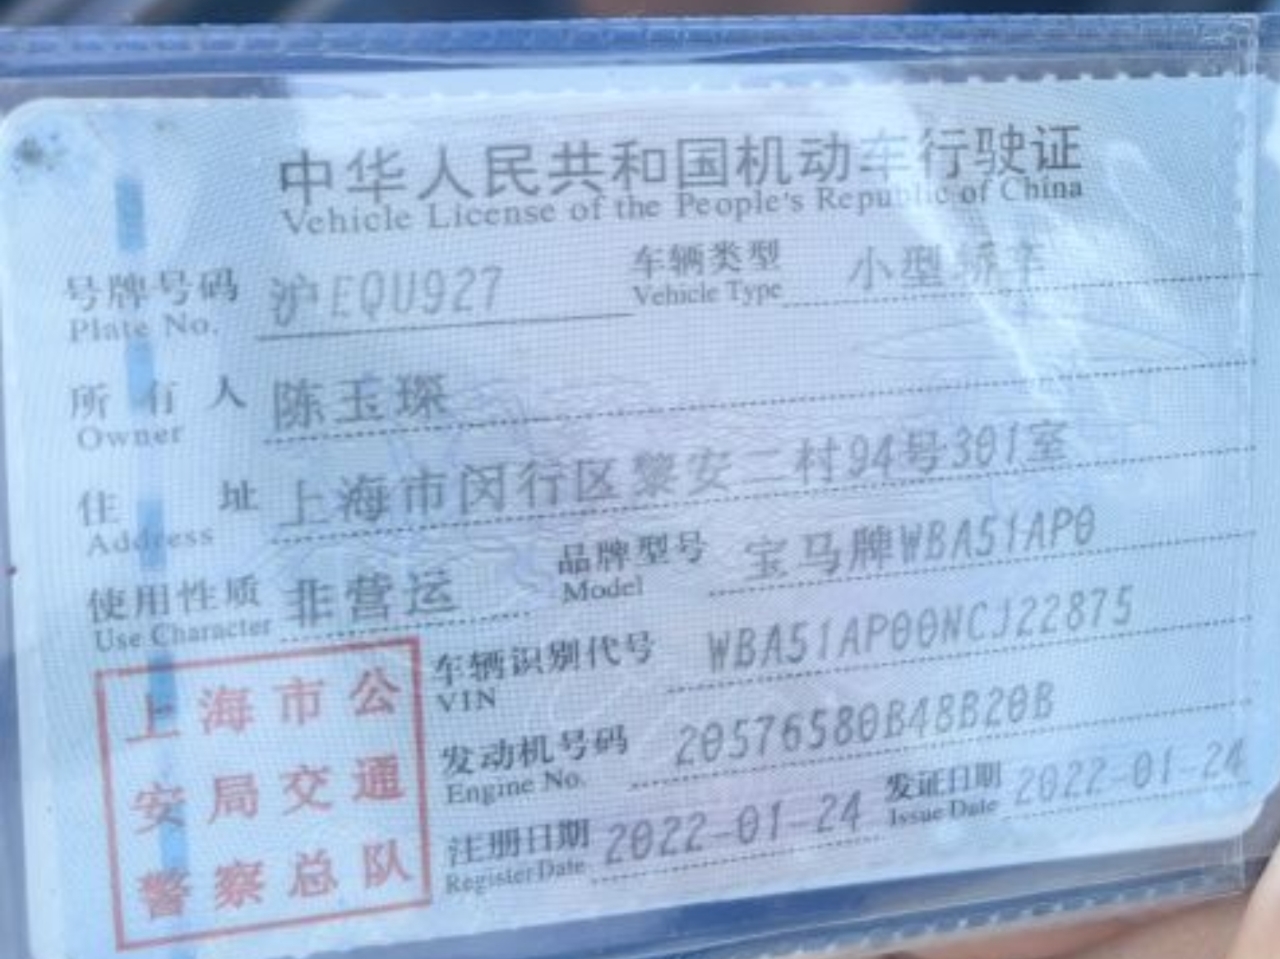 中华人民共和国机动车行驶证
Vehicle License of the People's Republic of China
号牌号码 沪EQU927 车辆类型 小型轿车
Plate No. Vehicle Type
所有人 陈玉琛
Owner
住址 上海市闵行区黎安二村94号301室
Address
使用性质 非营运 品牌型号 宝马牌WBA51AP0
Use Character Model
车辆识别代号 WBA51AP00NCJ22875
VIN
发动机号码 20576580B48B20B
Engine No.
注册日期 2022-01-24 发证日期 2022-01-24
Register Date Issue Date
上海市公
安局交通
警察总队